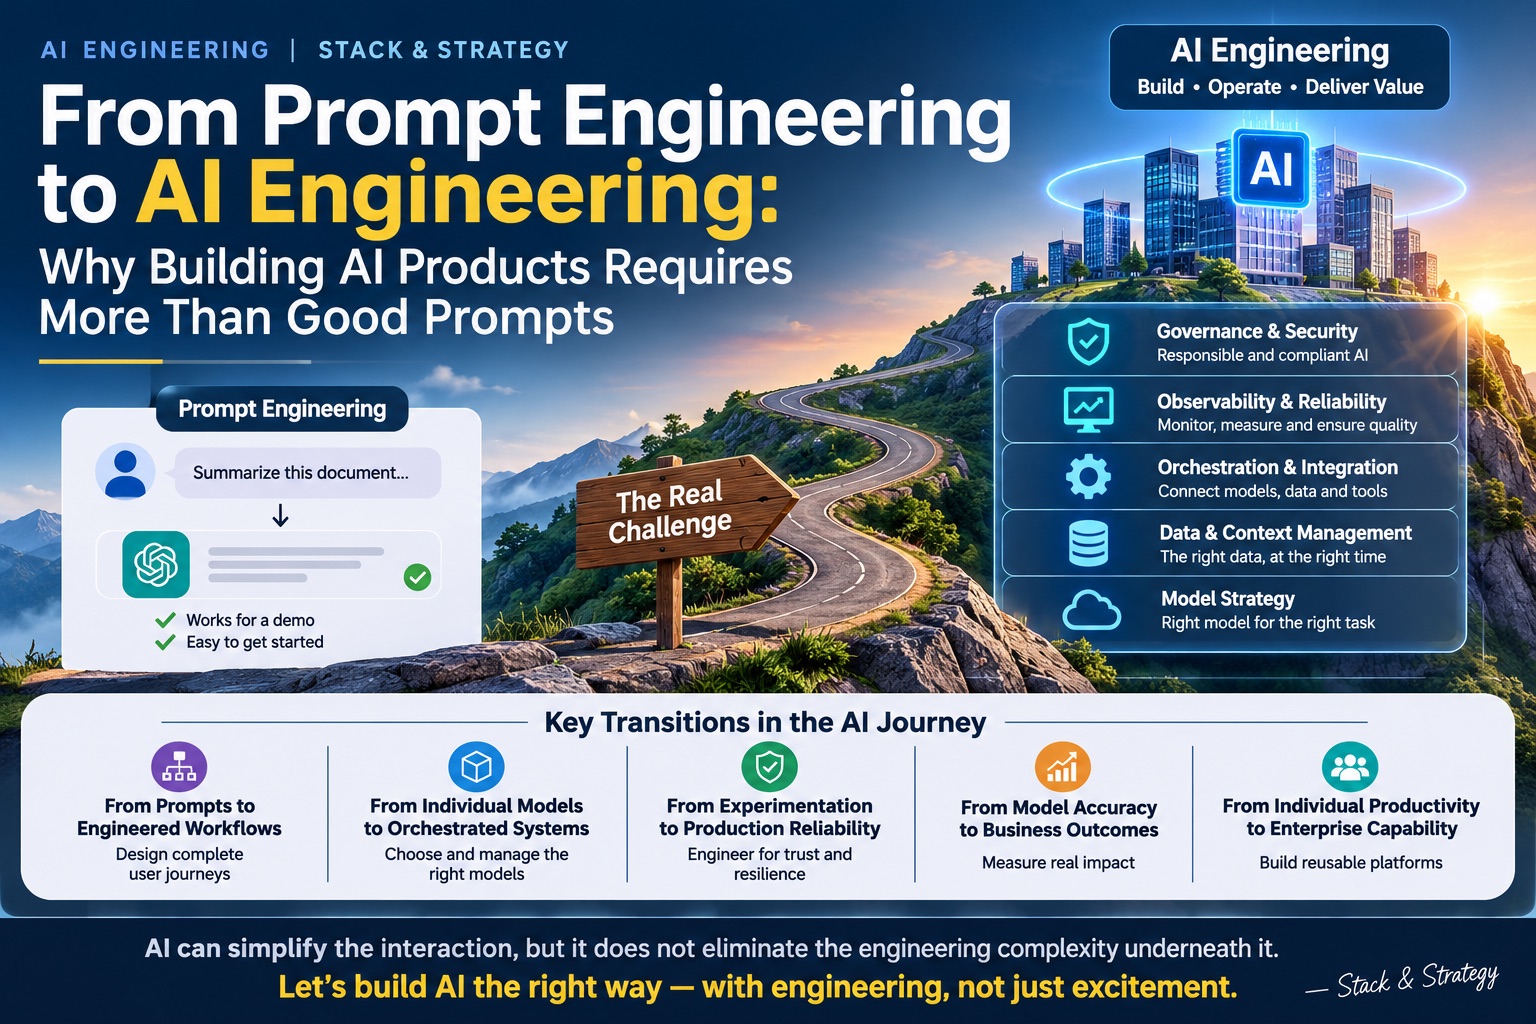 AI ENGINEERING | STACK & STRATEGY
From Prompt Engineering
to AI Engineering:
Why Building AI Products Requires
More Than Good Prompts
AI Engineering
Build • Operate • Deliver Value
AI
Prompt Engineering
Summarize this document...
Works for a demo
Easy to get started
The Real
Challenge
Governance & Security
Responsible and compliant AI
Observability & Reliability
Monitor, measure and ensure quality
Orchestration & Integration
Connect models, data and tools
Data & Context Management
The right data, at the right time
Model Strategy
Right model for the right task
Key Transitions in the AI Journey
From Prompts to
Engineered Workflows
Design complete
user journeys
From Individual Models
to Orchestrated Systems
Choose and manage the
right models
From Experimentation
to Production Reliability
Engineer for trust and
resilience
From Model Accuracy
to Business Outcomes
Measure real impact
From Individual Productivity
to Enterprise Capability
Build reusable platforms
AI can simplify the interaction, but it does not eliminate the engineering complexity underneath it.
Let's build AI the right way — with engineering, not just excitement.
— Stack & Strategy